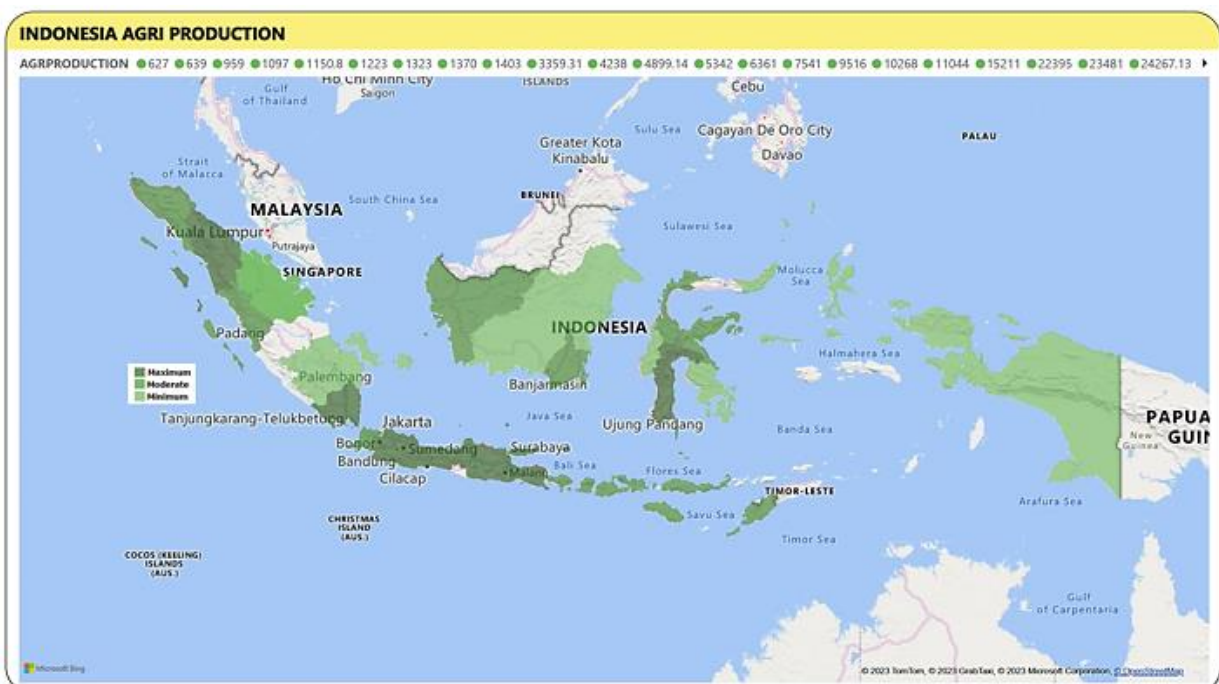 INDONESIA AGRI PRODUCTION
AGRPRODUCTION 627 639 959 1097 1150.8 1223 1323 1370 1403 3359.31 4238 4899.14 5342 6361 7541 9516 10268 11044 15211 22395 23481 24267.13
Ho Chi Minh City
Saigon
ISLANDS
Gulf
of Thailand
Cebu
Sulu Sea
Cagayan De Oro City
Davao
PALAU
Greater Kota
Kinabalu
Strait
of Malacca
South China Sea
BRUNEI
MALAYSIA
Kuala Lumpur
Putrajaya
Sulawesi Sea
SINGAPORE
Molucca
Sea
Padang
INDONESIA
Halmahera Sea
Maximum
Moderate
Minimum
Palembang
Banjarmasin
Tanjungkarang-Telukbetung
Jakarta
Java Sea
Ujung Pandang
Banda Sea
PAPUA
GUIN
New
Guinea
Bogor
Sumedang
Surabaya
Bandung
Malang
Bali Sea
Flores Sea
Cilacap
TIMOR-LESTE
Arafura Sea
Savu Sea
CHRISTMAS
ISLAND
(AUS.)
Timor Sea
COCOS (KEELING)
ISLANDS
(AUS.)
Gulf
of Carpentaria
Microsoft Bing
© 2023 TomTom, © 2023 GrabTaxi, © 2023 Microsoft Corporation, © OpenStreetMap